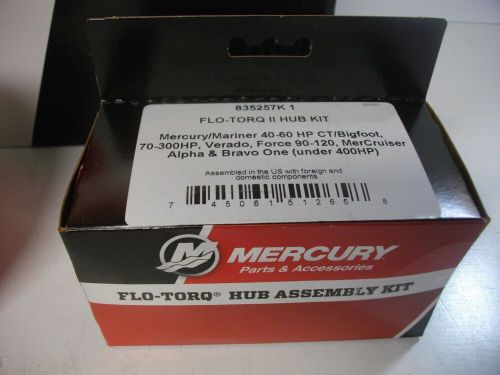 835257K 1
FLO-TORQ II HUB KIT
Mercury/Mariner 40-60 HP CT/Bigfoot,
70-300HP, Verado, Force 90-120, MerCruiser
Alpha & Bravo One (under 400HP)
Assembled in the US with foreign and
domestic components
7 45061 51265 8
MERCURY
Parts & Accessories
FLO-TORQ® HUB ASSEMBLY KIT